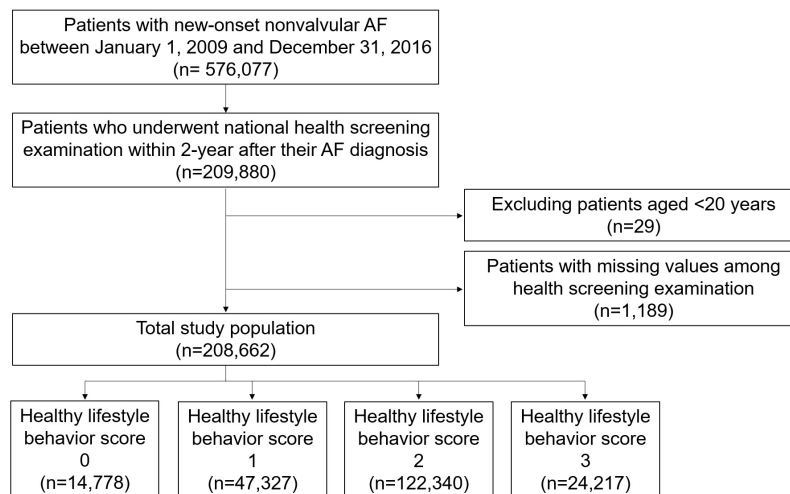 Patients with new-onset nonvalvular AF
between January 1, 2009 and December 31, 2016
(n= 576,077)
Patients who underwent national health screening
examination within 2-year after their AF diagnosis
(n=209,880)
Excluding patients aged <20 years
(n=29)
Patients with missing values among
health screening examination
(n=1,189)
Total study population
(n=208,662)
Healthy lifestyle
behavior score
0
(n=14,778)
Healthy lifestyle
behavior score
1
(n=47,327)
Healthy lifestyle
behavior score
2
(n=122,340)
Healthy lifestyle
behavior score
3
(n=24,217)